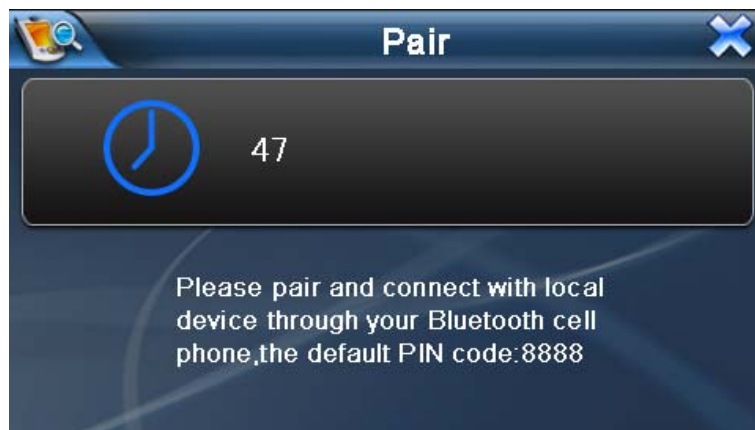 Pair
47
Please pair and connect with local
device through your Bluetooth cell
phone,the default PIN code:8888